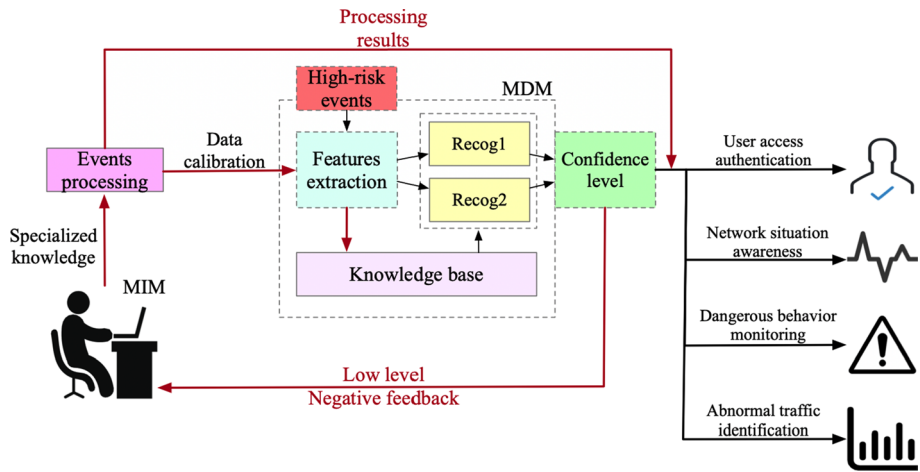 Processing
results
High-risk
events
MDM
Data
calibration
Events
processing
Features
extraction
Recog1
Recog2
Confidence
level
User access
authentication
Specialized
knowledge
MIM
Knowledge base
Network situation
awareness
Dangerous behavior
monitoring
Low level
Negative feedback
Abnormal traffic
identification